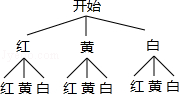 开始
红 黄 白
红 黄 白 红 黄 白 红 黄 白